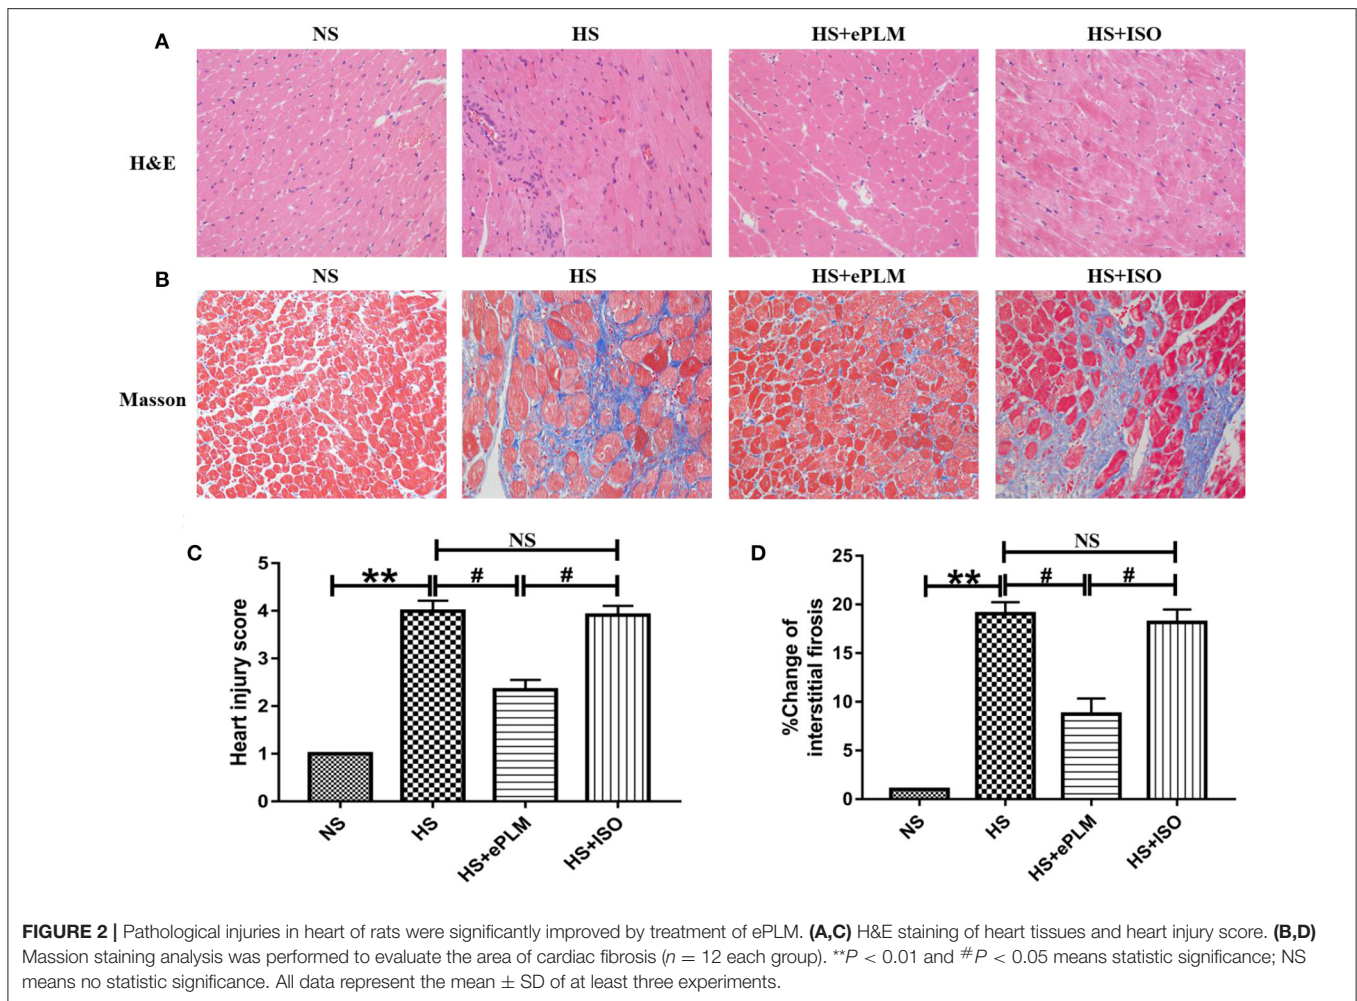 A
NS
HS
HS+ePLM
HS+ISO
H&E
B
NS
HS
HS+ePLM
HS+ISO
Masson
C
Heart injury score
5
4
3
2
1
0
**
#
#
NS
NS
HS
HS+ePLM
HS+ISO
D
%Change of
interstitial firosis
25
20
15
10
5
0
**
#
#
NS
NS
HS
HS+ePLM
HS+ISO
FIGURE 2 | Pathological injuries in heart of rats were significantly improved by treatment of ePLM. (A,C) H&E staining of heart tissues and heart injury score. (B,D)
Massion staining analysis was performed to evaluate the area of cardiac fibrosis (n = 12 each group). **P < 0.01 and #P < 0.05 means statistic significance; NS
means no statistic significance. All data represent the mean ± SD of at least three experiments.